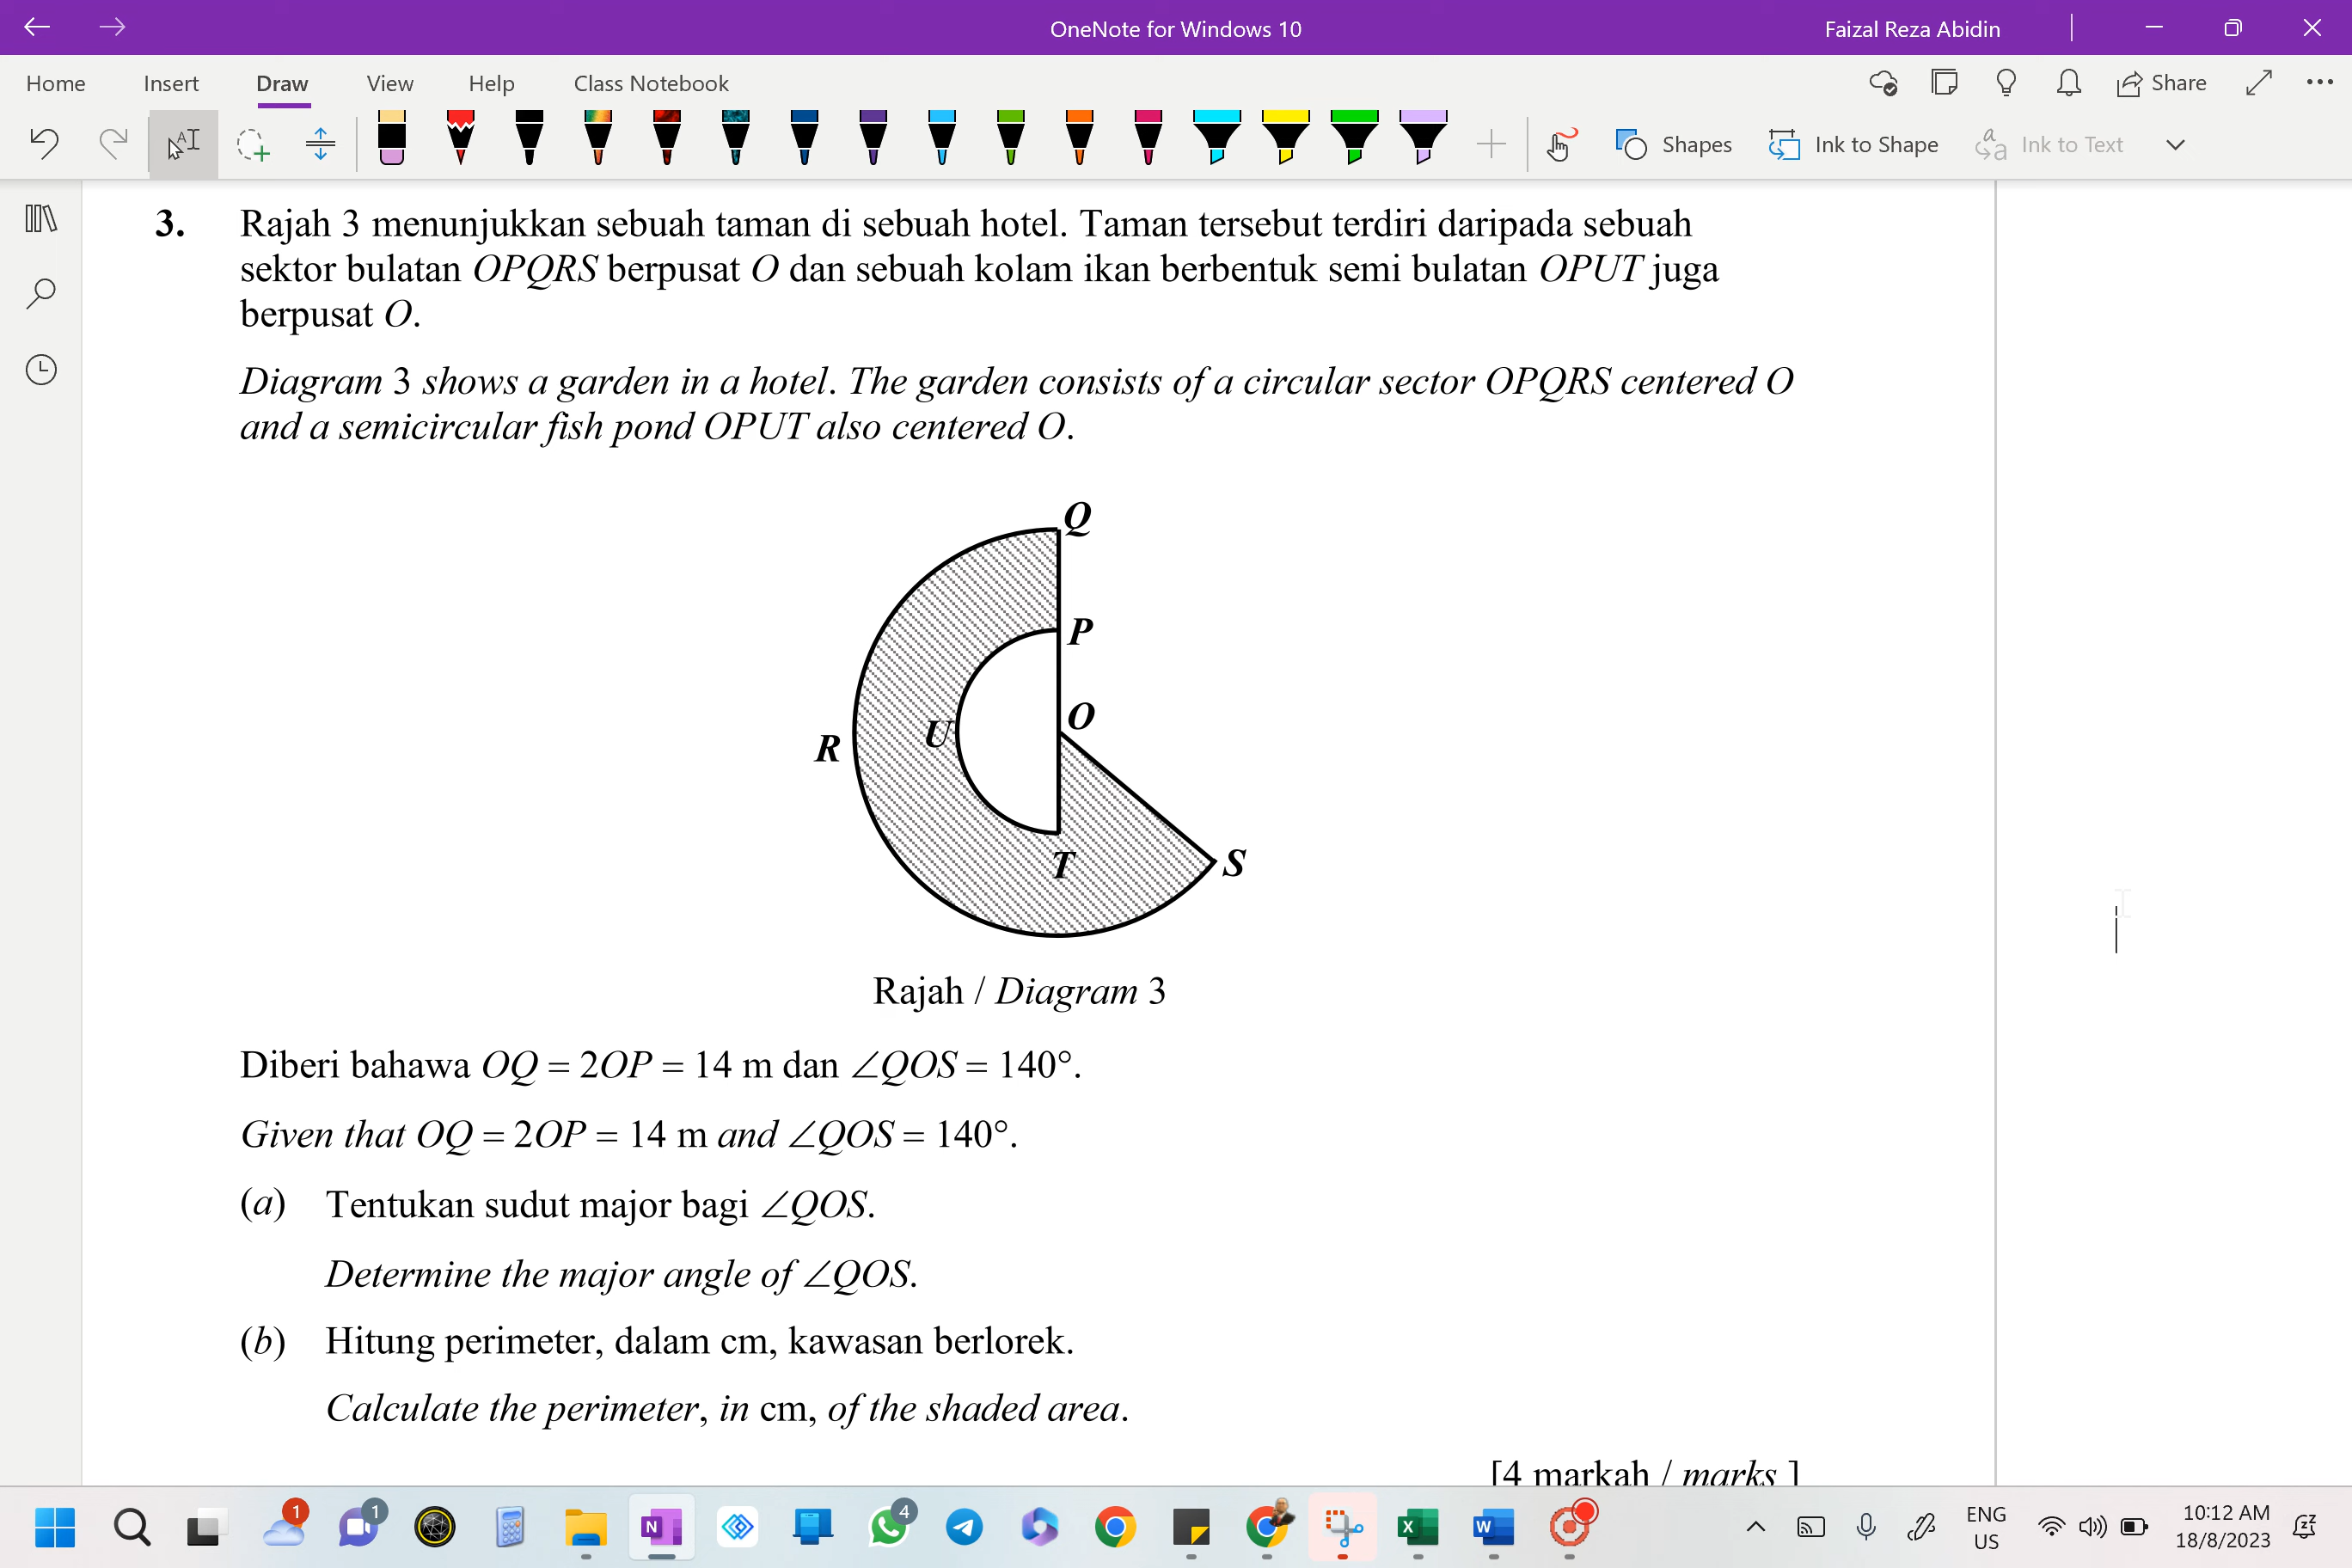 OneNote for Windows 10
Faizal Reza Abidin
Home Insert Draw View Help Class Notebook
Share
Shapes Ink to Shape Ink to Text
3. Rajah 3 menunjukkan sebuah taman di sebuah hotel. Taman tersebut terdiri daripada sebuah
sektor bulatan OPQRS berpusat O dan sebuah kolam ikan berbentuk semi bulatan OPUT juga
berpusat O.
Diagram 3 shows a garden in a hotel. The garden consists of a circular sector OPQRS centered O
and a semicircular fish pond OPUT also centered O.
Q
P
O
U
R
T
S
Rajah / Diagram 3
Diberi bahawa OQ = 2OP = 14 m dan ∠QOS = 140°.
Given that OQ = 2OP = 14 m and ∠QOS = 140°.
(a) Tentukan sudut major bagi ∠QOS.
Determine the major angle of ∠QOS.
(b) Hitung perimeter, dalam cm, kawasan berlorek.
Calculate the perimeter, in cm, of the shaded area.
[4 markah / marks ]
1
1
4
ENG
US
10:12 AM
18/8/2023